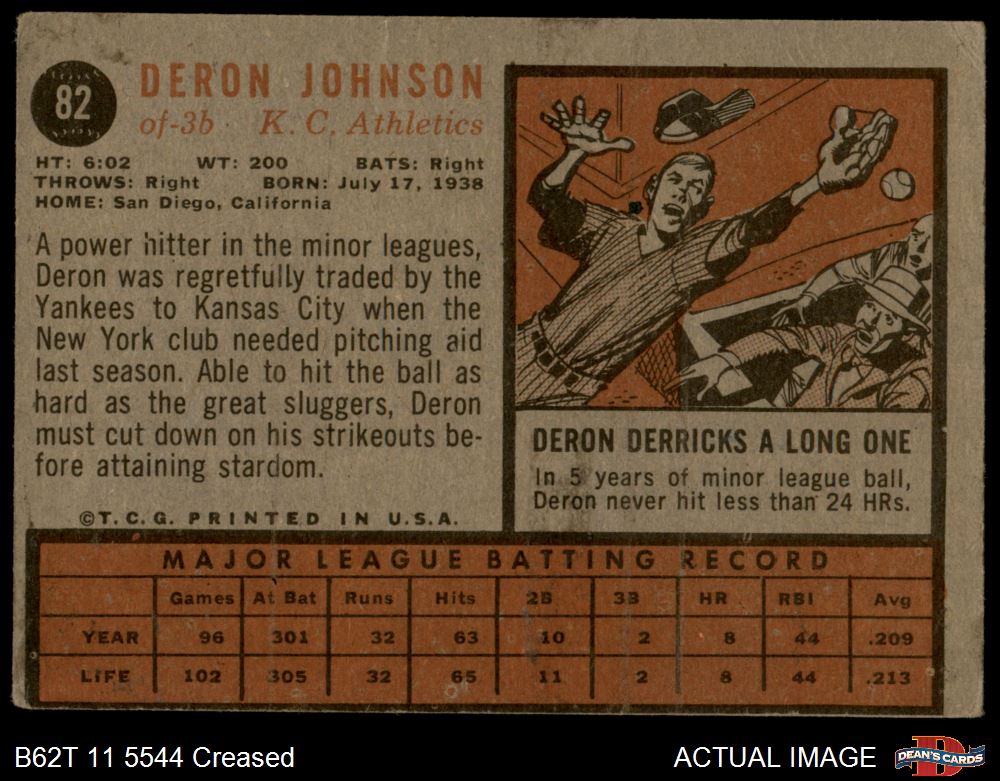 82
DERON JOHNSON
of-3b · K. C. Athletics
HT: 6:02 WT: 200 BATS: Right
THROWS: Right BORN: July 17, 1938
HOME: San Diego, California
A power hitter in the minor leagues,
Deron was regretfully traded by the
Yankees to Kansas City when the
New York club needed pitching aid
last season. Able to hit the ball as
hard as the great sluggers, Deron
must cut down on his strikeouts be-
fore attaining stardom.
©T.C.G. PRINTED IN U.S.A.
DERON DERRICKS A LONG ONE
In 5 years of minor league ball,
Deron never hit less than 24 HRs.
MAJOR LEAGUE BATTING RECORD
Games At Bat Runs Hits 2B 3B HR RBI Avg
YEAR 96 301 32 63 10 2 8 44 .209
LIFE 102 305 32 65 11 2 8 44 .213
B62T 11 5544 Creased
ACTUAL IMAGE
DEAN'S CARDS